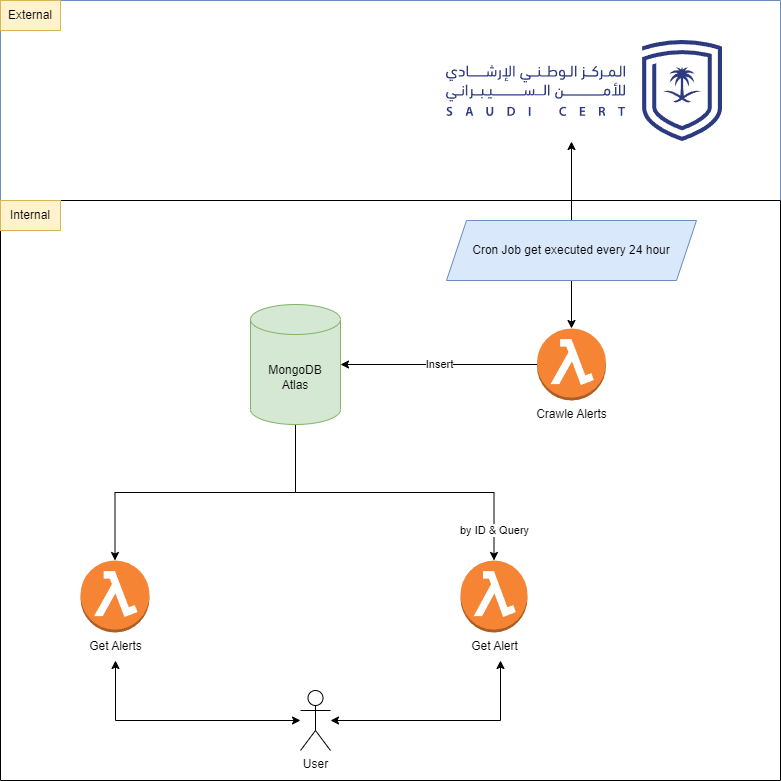 External
المركز الوطني الإرشادي
للأمن السيبراني
SAUDI CERT
Internal
Cron Job get executed every 24 hour
MongoDB
Atlas
Insert
Crawle Alerts
by ID & Query
Get Alerts
Get Alert
User